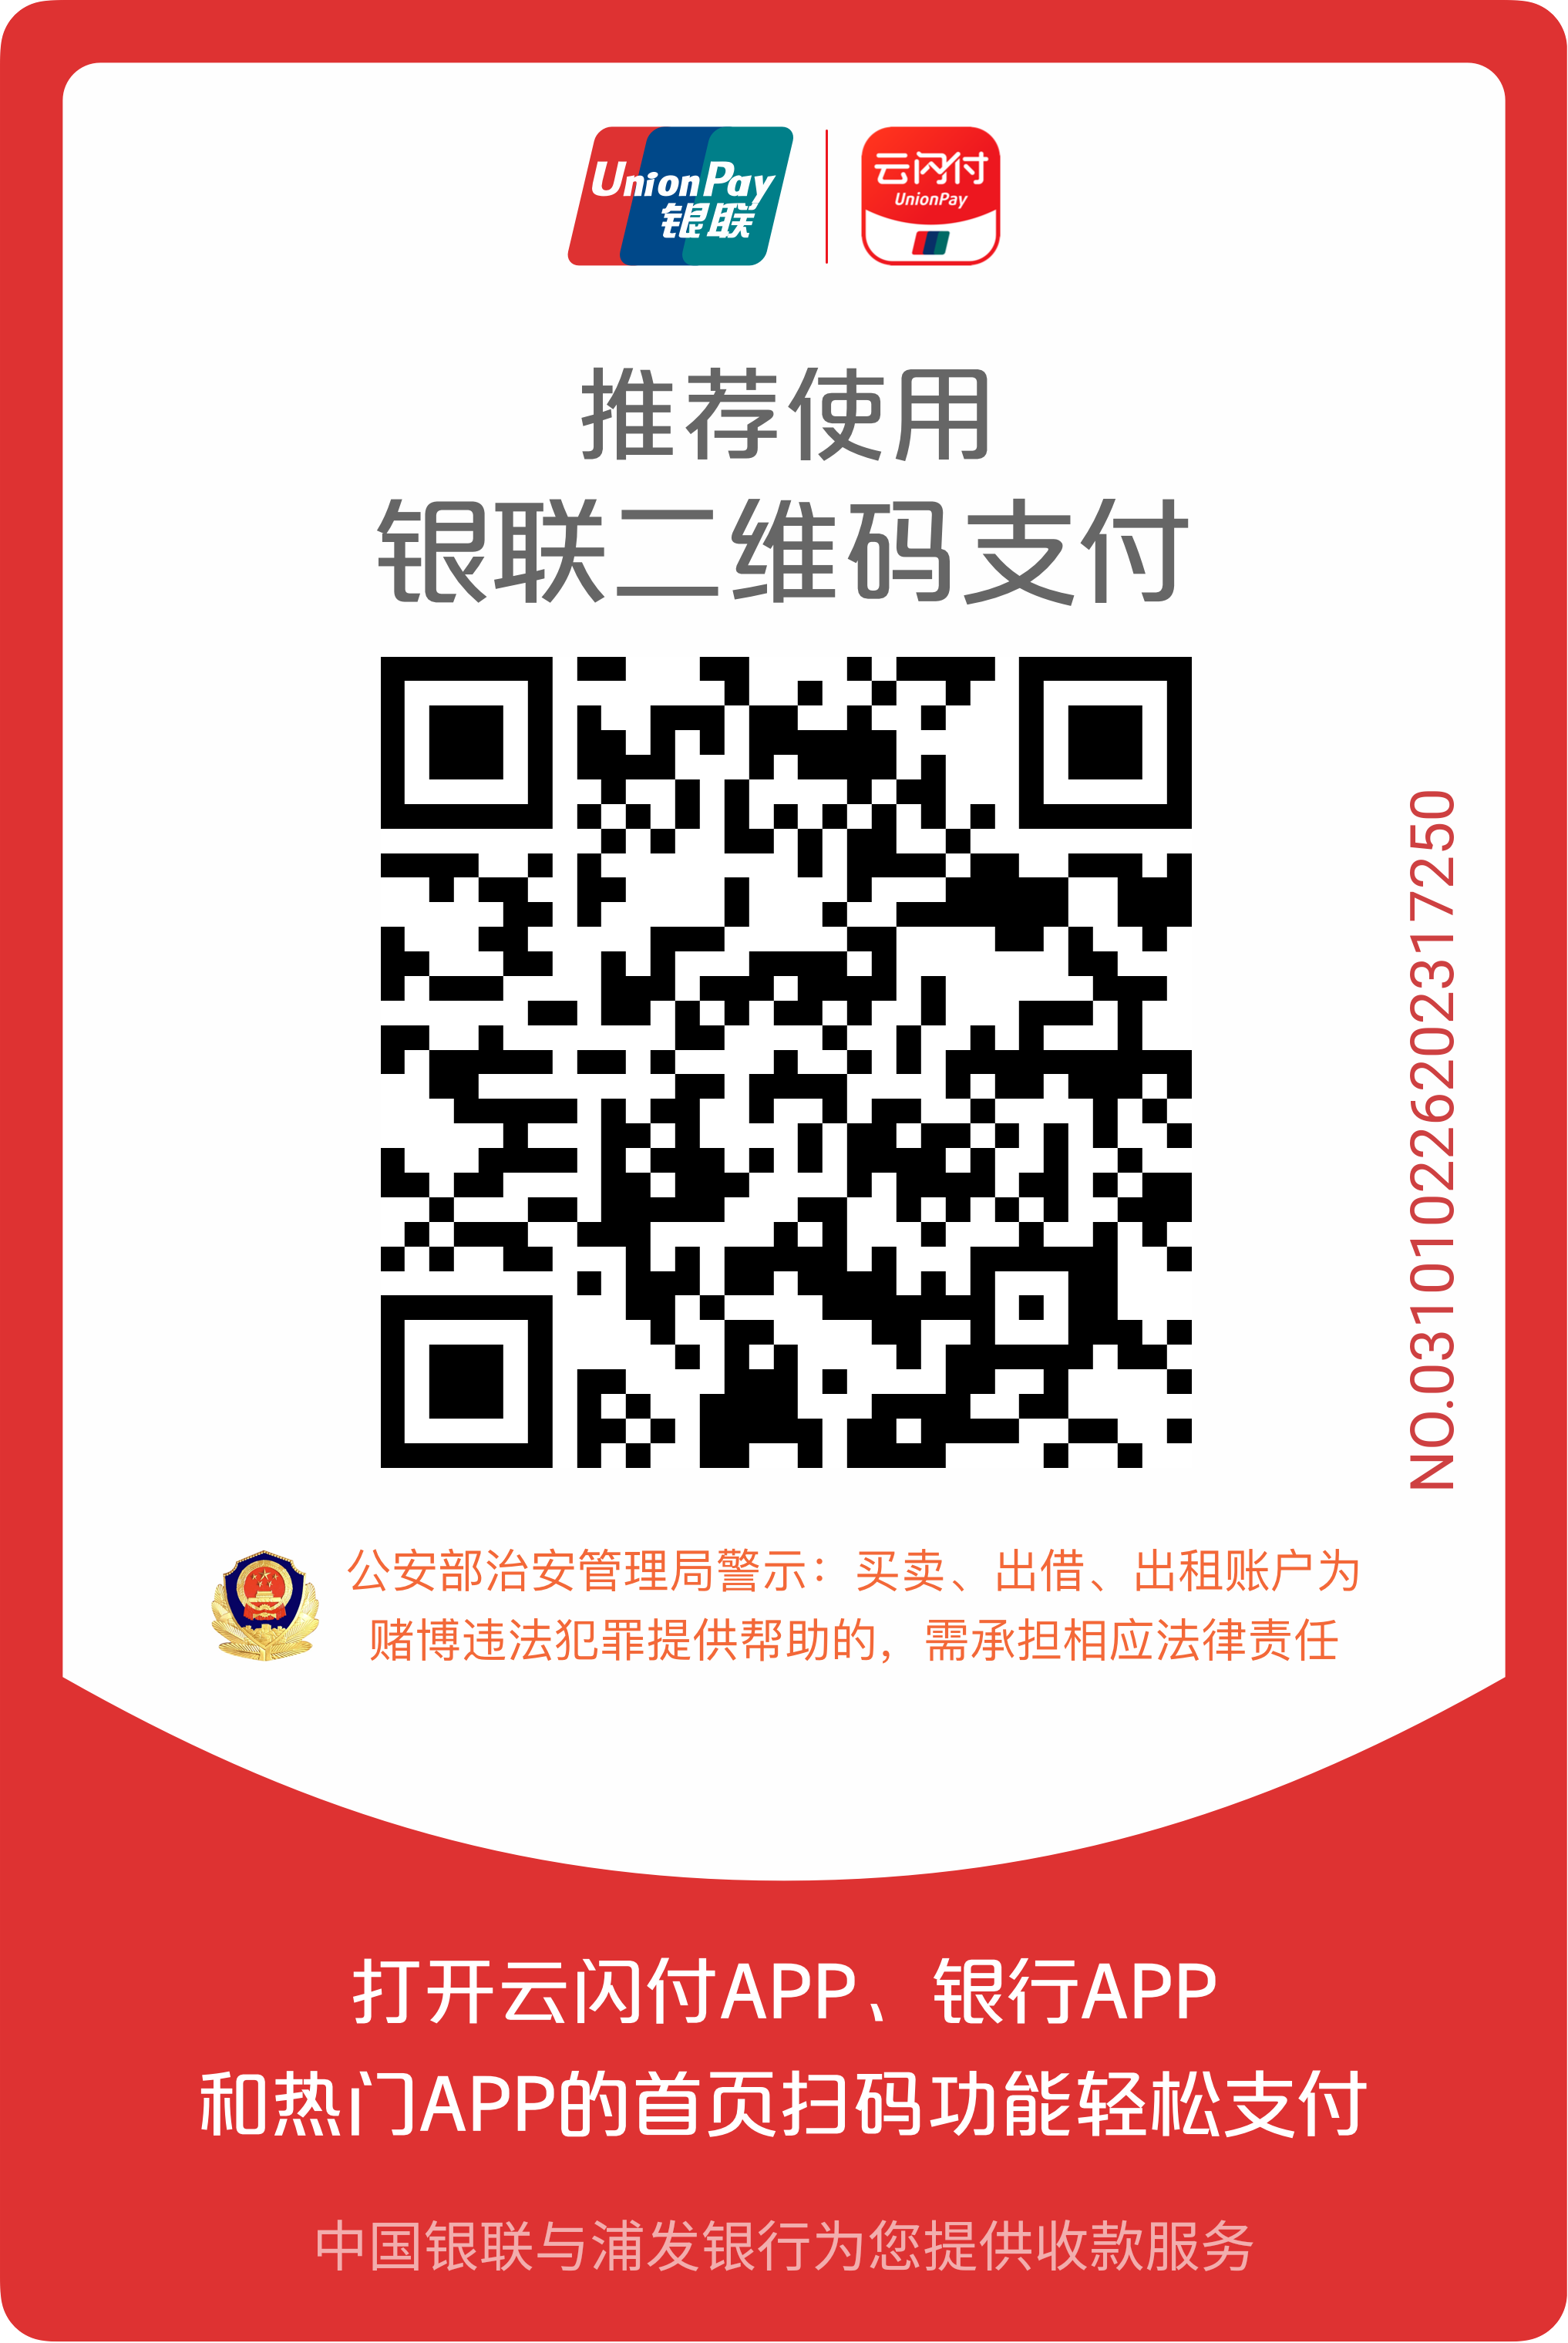 UnionPay
银联
云闪付
UnionPay
推荐使用
银联二维码支付
NO.03101022620231 7250
公安部治安管理局警示：买卖、出借、出租账户为
赌博违法犯罪提供帮助的，需承担相应法律责任
打开云闪付APP、银行APP
和热门APP的首页扫码功能轻松支付
中国银联与浦发银行为您提供收款服务